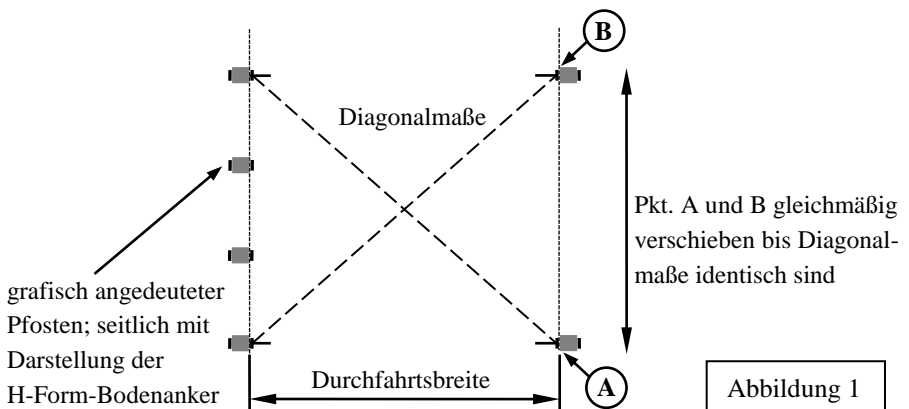 B
Diagonalmaße
Pkt. A und B gleichmäßig
verschieben bis Diagonal-
maße identisch sind
grafisch angedeuteter
Pfosten; seitlich mit
Darstellung der
H-Form-Bodenanker
Durchfahrtsbreite
A
Abbildung 1